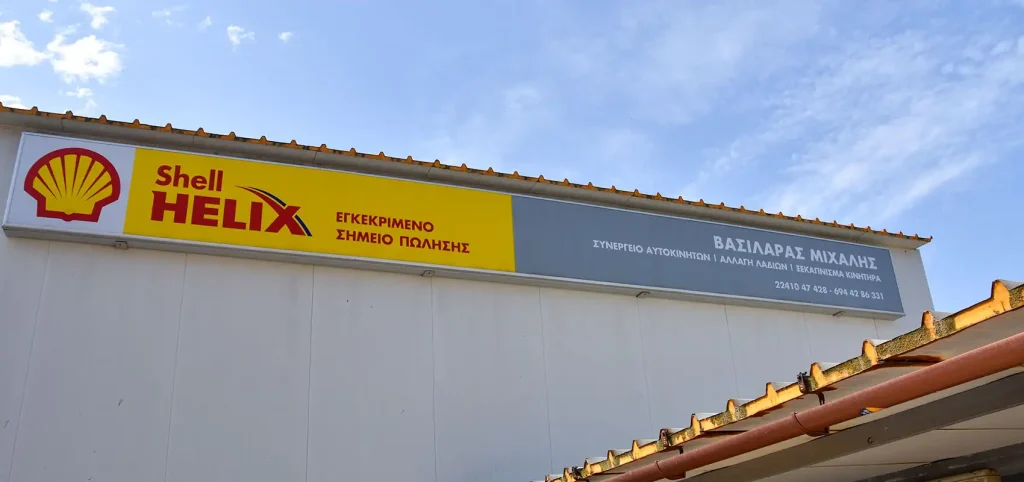 Shell
HELIX
ΕΓΚΕΚΡΙΜΕΝΟ
ΣΗΜΕΙΟ ΠΩΛΗΣΗΣ
ΒΑΣΙΛΑΡΑΣ ΜΙΧΑΛΗΣ
ΣΥΝΕΡΓΕΙΟ ΑΥΤΟΚΙΝΗΤΩΝ | ΑΛΛΑΓΗ ΛΑΔΙΩΝ | ΞΕΚΑΠΝΙΣΜΑ ΚΙΝΗΤΗΡΑ
22410 47 428 - 694 42 86 331